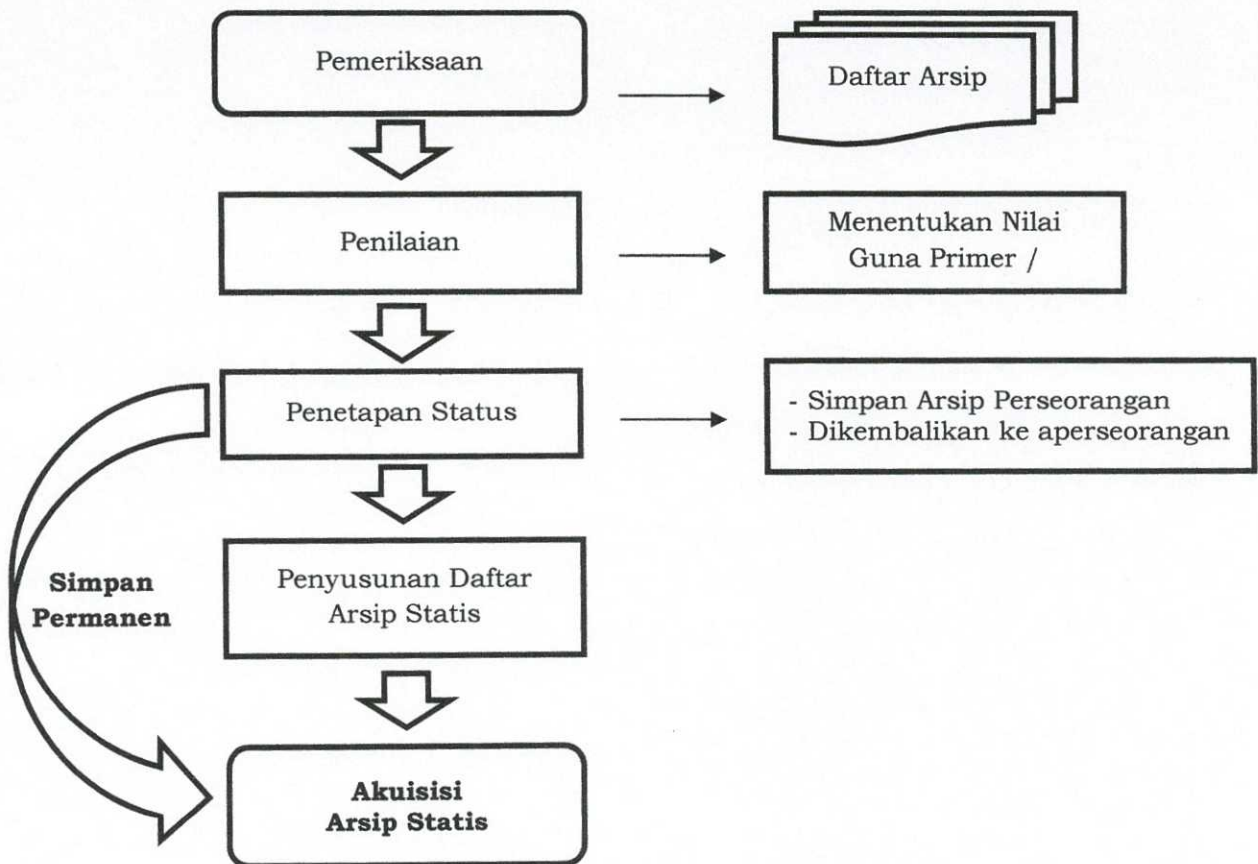 Pemeriksaan
Daftar Arsip
Penilaian
Menentukan Nilai
Guna Primer /
Penetapan Status
- Simpan Arsip Perseorangan
- Dikembalikan ke aperseorangan
Simpan
Permanen
Penyusunan Daftar
Arsip Statis
Akuisisi
Arsip Statis